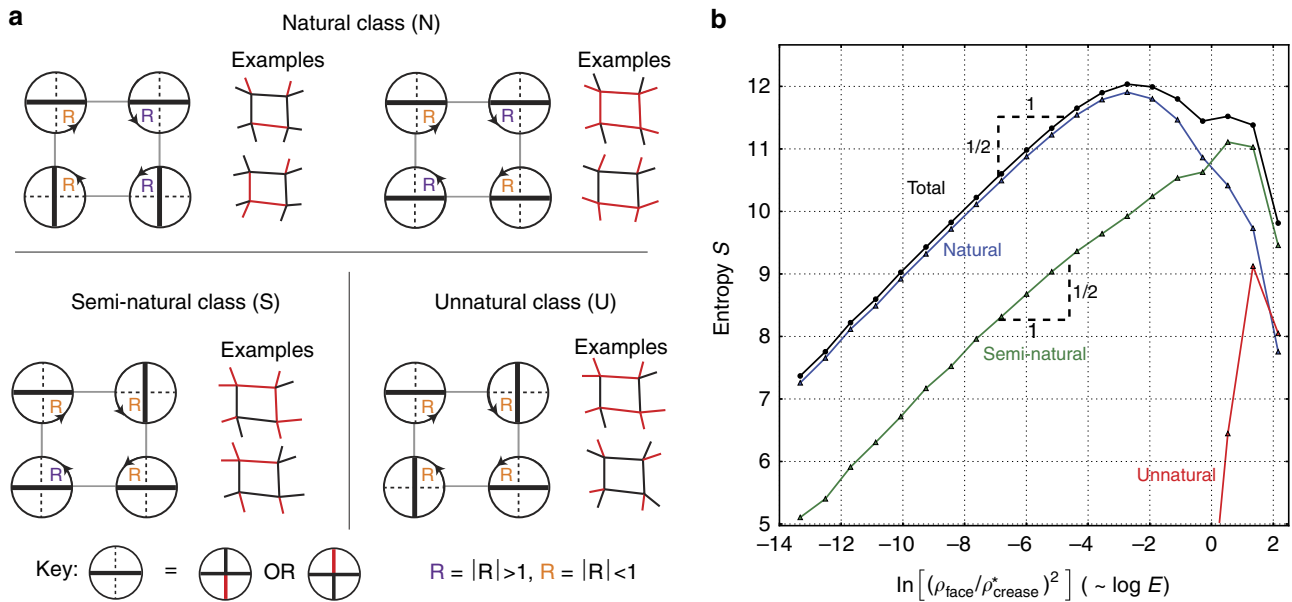 a
Natural class (N)
Examples
Examples
R
R
R
R
R
R
R
R
Semi-natural class (S)
Unnatural class (U)
Examples
Examples
R
R
R
R
R
R
R
R
Key:
=
OR
R = |R|>1, R = |R|<1
b
12
11
10
9
8
7
6
5
Entropy S
1
1/2
Total
Natural
1/2
1
Semi-natural
Unnatural
−14 −12 −10 −8 −6 −4 −2 0 2
ln[(ρface/ρ*crease)²] (~ log E)